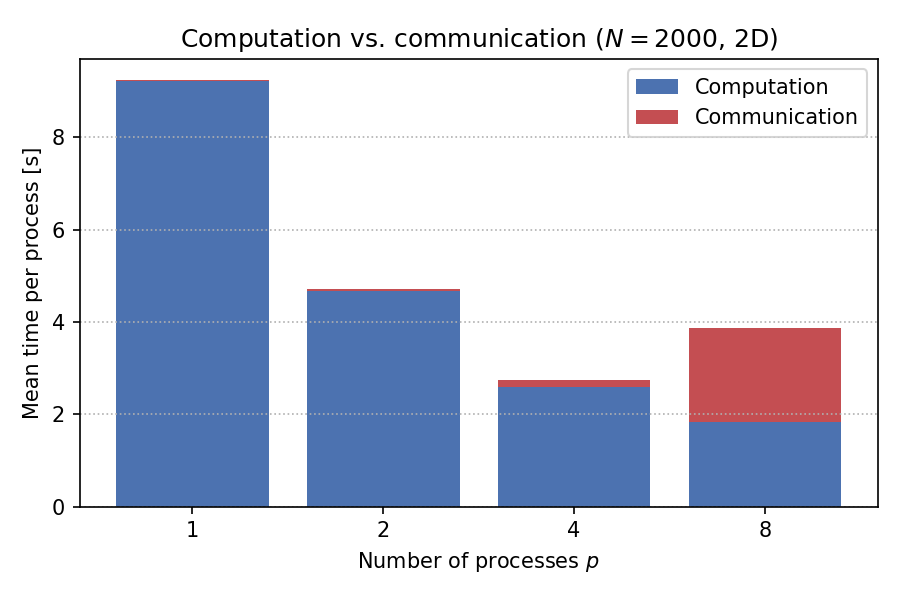 Computation vs. communication (N = 2000, 2D)
Computation
Communication
Mean time per process [s]
8
6
4
2
0
1 2 4 8
Number of processes p